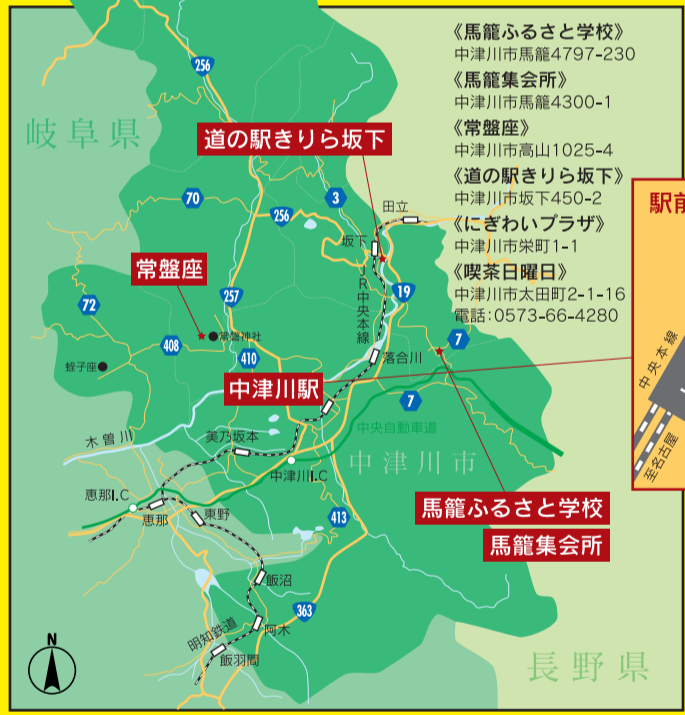 《馬籠ふるさと学校》
中津川市馬籠4797-230
《馬籠集会所》
中津川市馬籠4300-1
《常盤座》
中津川市高山1025-4
《道の駅きりら坂下》
中津川市坂下450-2
《にぎわいプラザ》
中津川市栄町1-1
《喫茶日曜日》
中津川市太田町2-1-16
電話:0573-66-4280
256
岐阜県
道の駅きりら坂下
70
3
256
田立
坂下
駅前
常盤座
JR中央本線
19
72
257
408
常盤神社
410
7
蛭子座
落合川
中津川駅
7
中央本線
木曽川
美乃坂本
中央自動車道
中津川市
至名古屋
中津川I.C
恵那I.C
恵那
東野
413
馬籠ふるさと学校
馬籠集会所
飯沼
363
明知鉄道
阿木
飯羽間
N
長野県